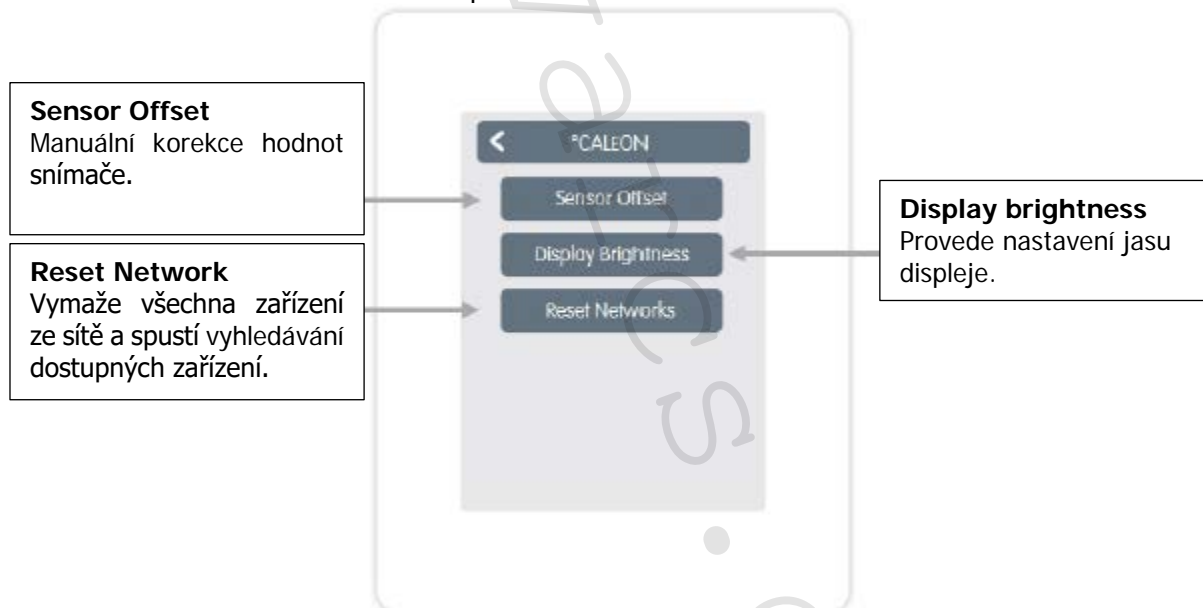 Sensor Offset
Manuální korekce hodnot
snímače.
Reset Network
Vymaže všechna zařízení
ze sítě a spustí vyhledávání
dostupných zařízení.
°CALEON
Sensor Offset
Display Brightness
Reset Networks
Display brightness
Provede nastavení jasu
displeje.